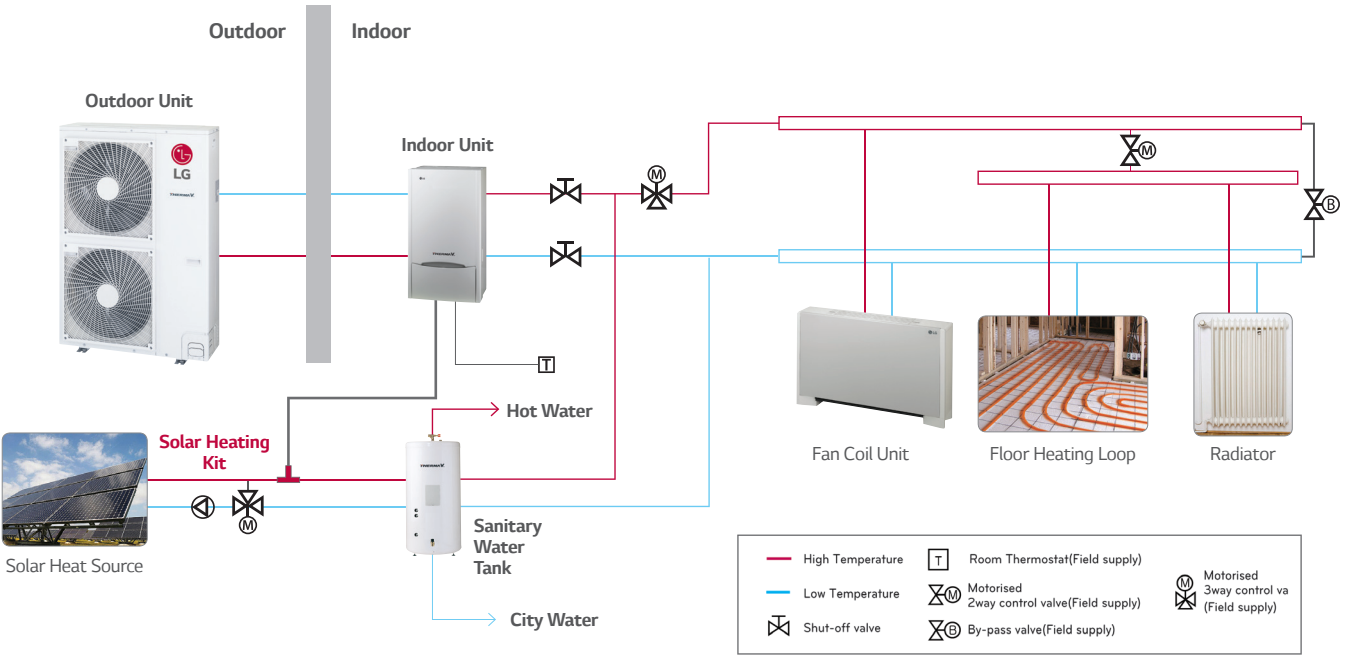 Outdoor
Indoor
Outdoor Unit
LG
THERMA V.
Indoor Unit
LG
THERMA V.
M
M
B
T
Hot Water
Solar Heating
Kit
THERMA V.
M
Sanitary
Water
Tank
City Water
Solar Heat Source
LG
Fan Coil Unit
Floor Heating Loop
Radiator
High Temperature
Low Temperature
Shut-off valve
T
Room Thermostat(Field supply)
M
Motorised
2way control valve(Field supply)
B
By-pass valve(Field supply)
M
Motorised
3way control va
(Field supply)